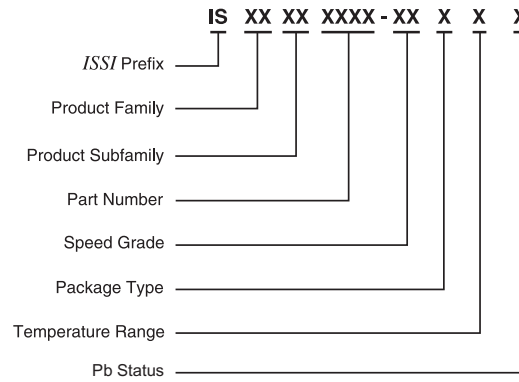 IS XX XX XXXX - XX X X
ISSI Prefix
Product Family
Product Subfamily
Part Number
Speed Grade
Package Type
Temperature Range
Pb Status